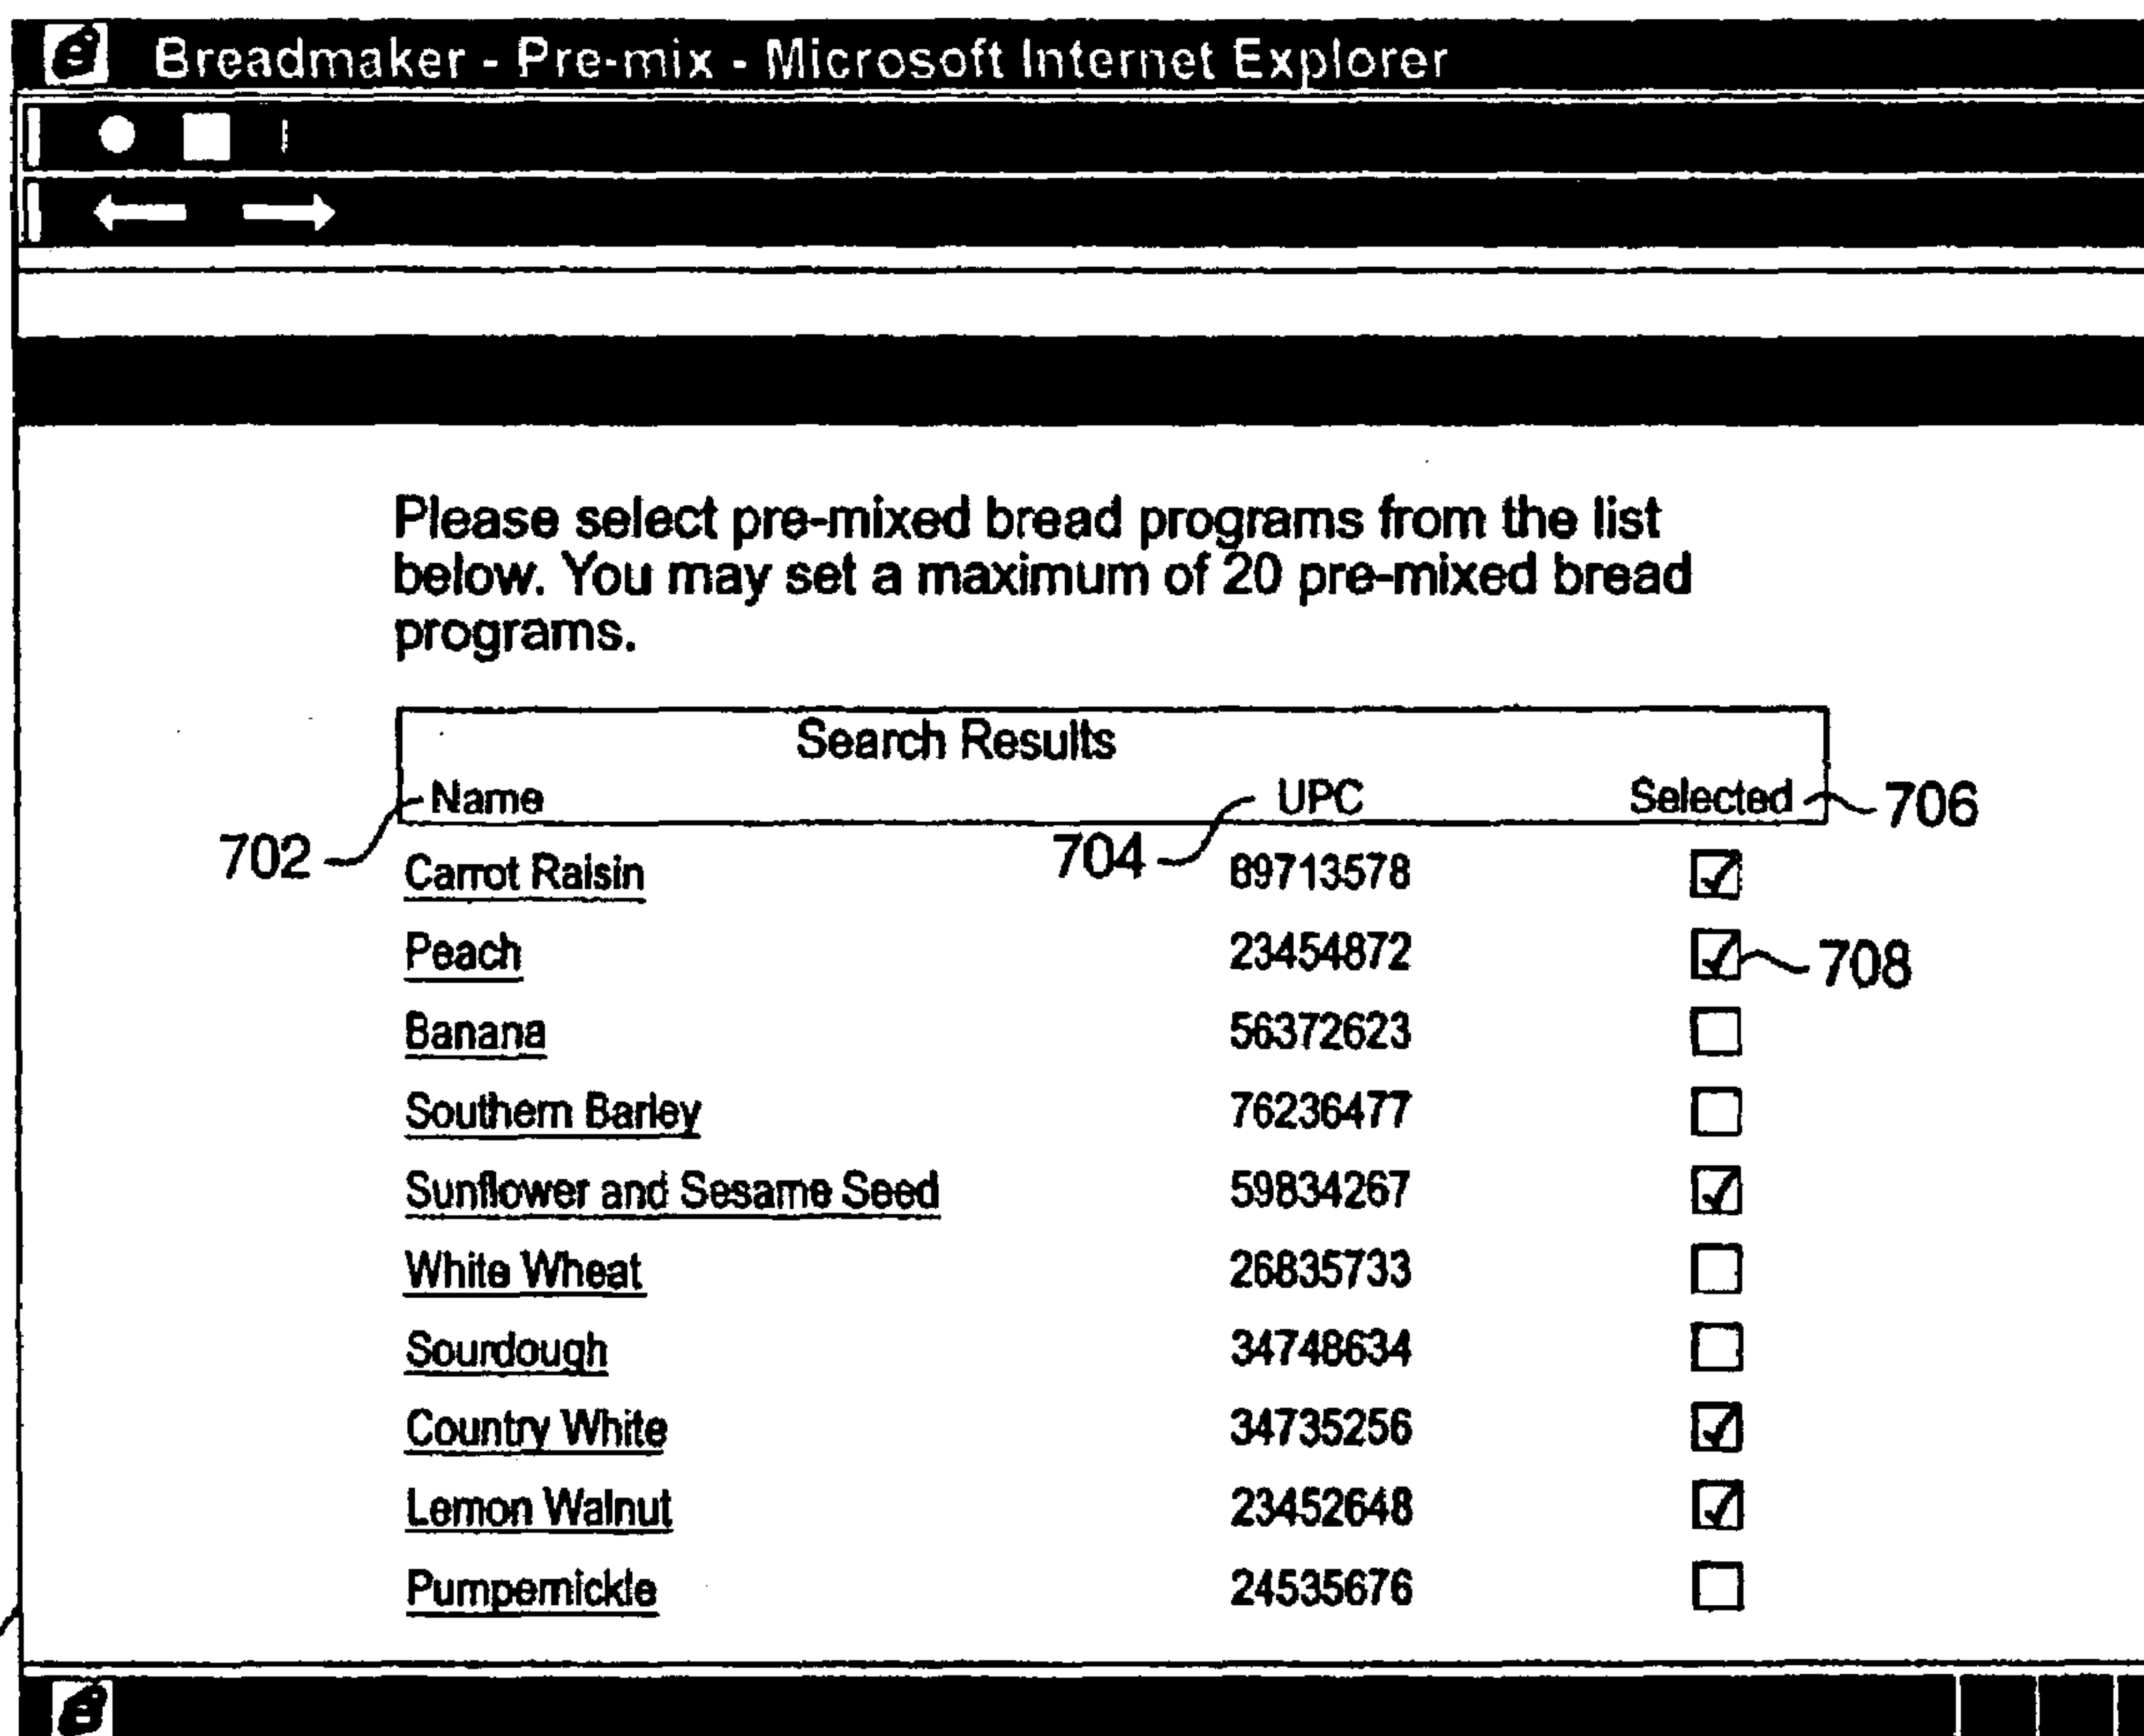 Breadmaker - Pre-mix - Microsoft Internet Explorer
Please select pre-mixed bread programs from the list
below. You may set a maximum of 20 pre-mixed bread
programs.
Search Results
Name UPC Selected 706
702 704
Carrot Raisin 89713578
Peach 23454872 708
Banana 56372623
Southern Barley 76236477
Sunflower and Sesame Seed 59834267
White Wheat 26835733
Sourdough 34748634
Country White 34735256
Lemon Walnut 23452648
Pumpernickle 24535676